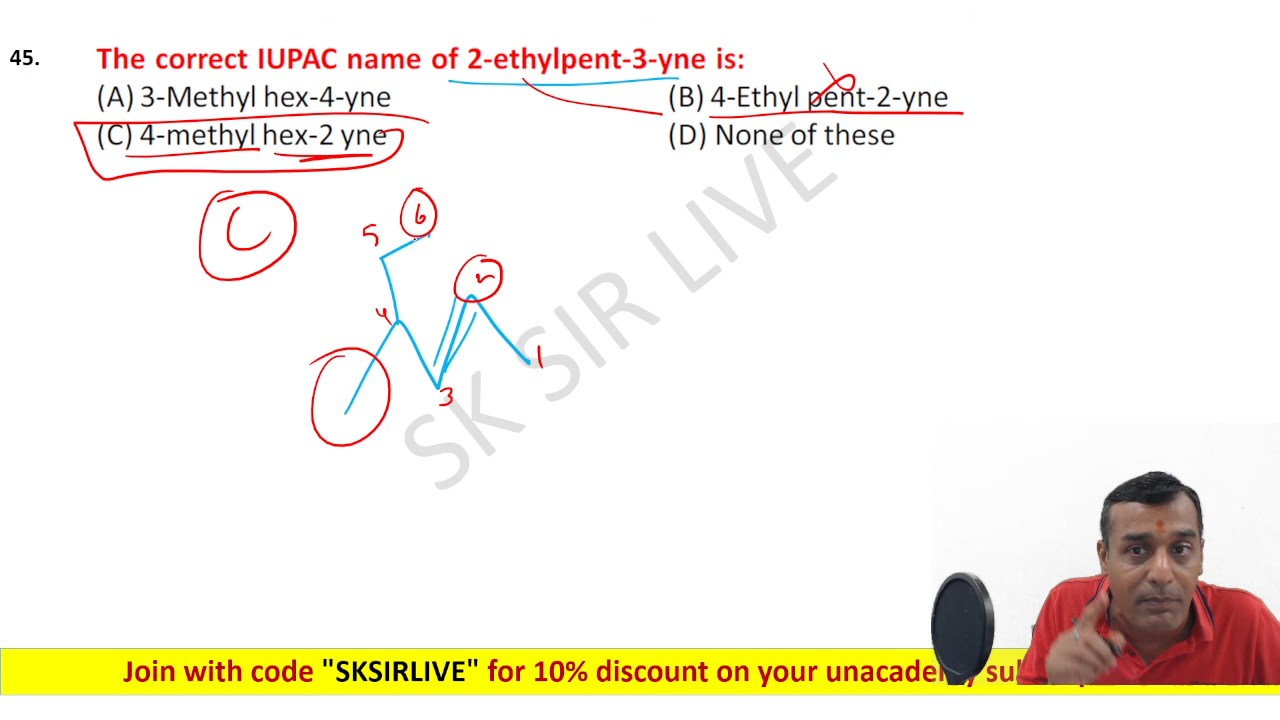 45. The correct IUPAC name of 2-ethylpent-3-yne is:
(A) 3-Methyl hex-4-yne (B) 4-Ethyl pent-2-yne
(C) 4-methyl hex-2 yne (D) None of these
C
5 6
2
4
1
3
SK SIR LIVE
Join with code "SKSIRLIVE" for 10% discount on your unacademy